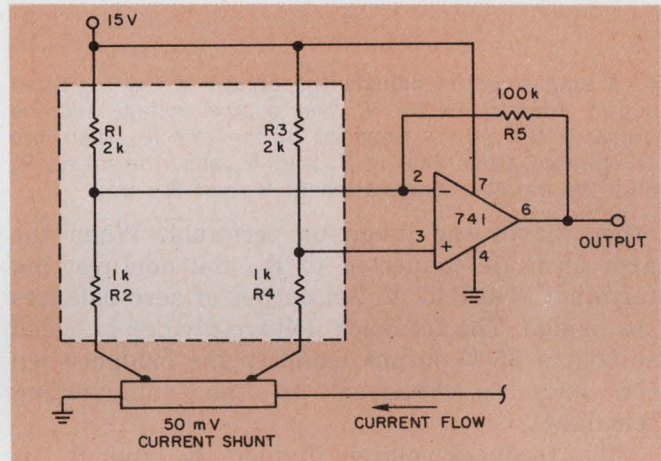 15V
R1
2k
R3
2k
100k
R5
2
7
741
6
3
4
OUTPUT
1k
R2
1k
R4
50 mV
CURRENT SHUNT
CURRENT FLOW